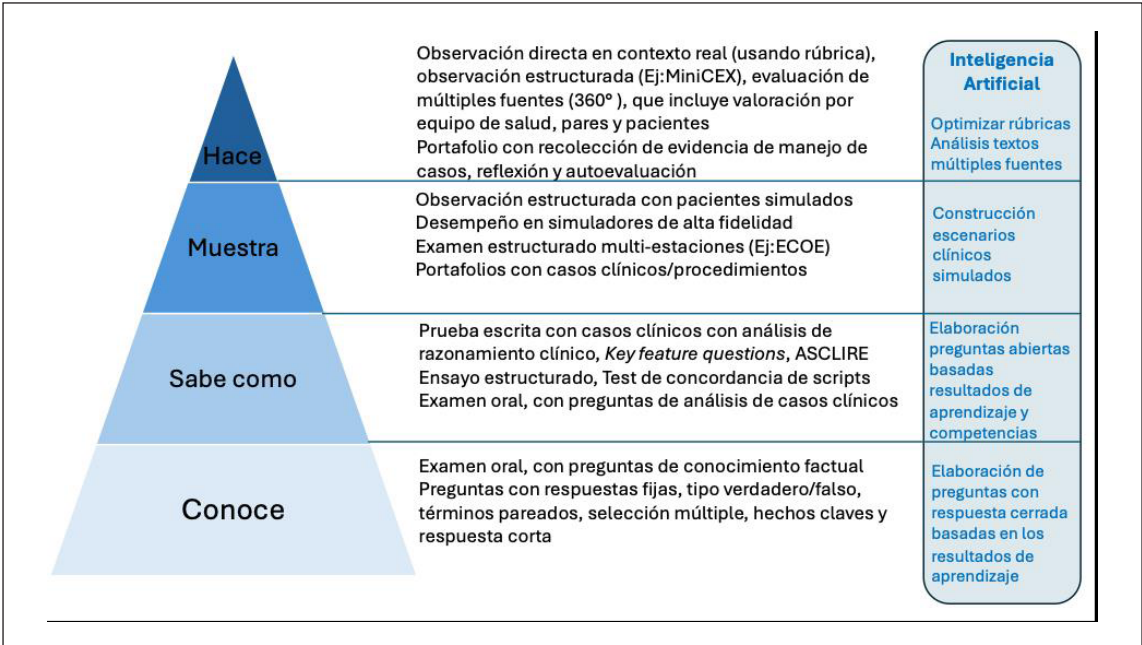 Hace
Observación directa en contexto real (usando rúbrica),
observación estructurada (Ej:MiniCEX), evaluación de
múltiples fuentes (360º ), que incluye valoración por
equipo de salud, pares y pacientes
Portafolio con recolección de evidencia de manejo de
casos, reflexión y autoevaluación
Inteligencia
Artificial
Optimizar rúbricas
Análisis textos
múltiples fuentes
Muestra
Observación estructurada con pacientes simulados
Desempeño en simuladores de alta fidelidad
Examen estructurado multi-estaciones (Ej:ECOE)
Portafolios con casos clínicos/procedimientos
Construcción
escenarios
clínicos
simulados
Sabe como
Prueba escrita con casos clínicos con análisis de
razonamiento clínico, Key feature questions, ASCLIRE
Ensayo estructurado, Test de concordancia de scripts
Examen oral, con preguntas de análisis de casos clínicos
Elaboración
preguntas abiertas
basadas
resultados de
aprendizaje y
competencias
Conoce
Examen oral, con preguntas de conocimiento factual
Preguntas con respuestas fijas, tipo verdadero/falso,
términos pareados, selección múltiple, hechos claves y
respuesta corta
Elaboración de
preguntas con
respuesta cerrada
basadas en los
resultados de
aprendizaje